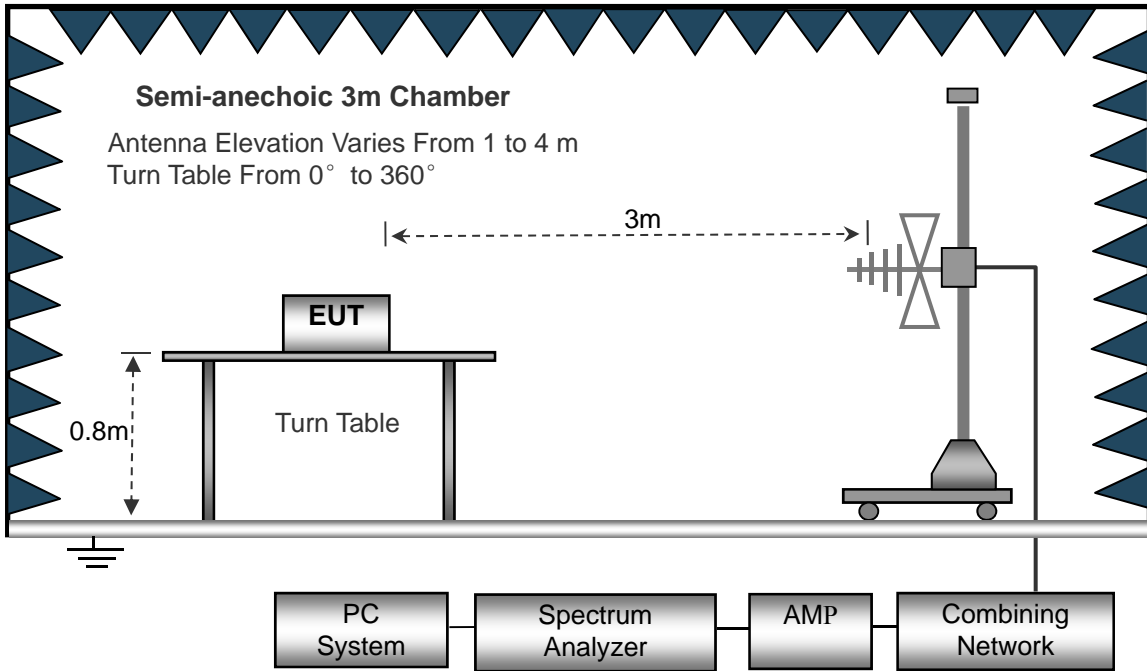 Semi-anechoic 3m Chamber
Antenna Elevation Varies From 1 to 4 m
Turn Table From 0° to 360°
3m
EUT
0.8m
Turn Table
PC
System
Spectrum
Analyzer
AMP
Combining
Network